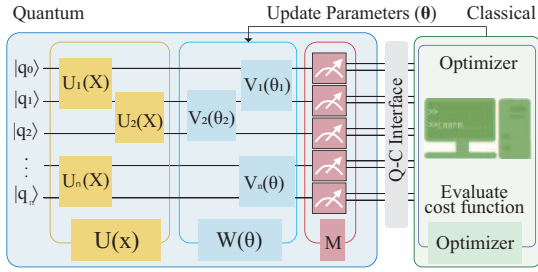 Quantum
Update Parameters (θ)
Classical
|q₀⟩
|q₁⟩
|q₂⟩
⋮
|qₙ⟩
U₁(X)
U₂(X)
Uₙ(X)
V₁(θ₁)
V₂(θ₂)
Vₙ(θ)
U(x)
W(θ)
M
Q-C Interface
Optimizer
Evaluate
cost function
Optimizer